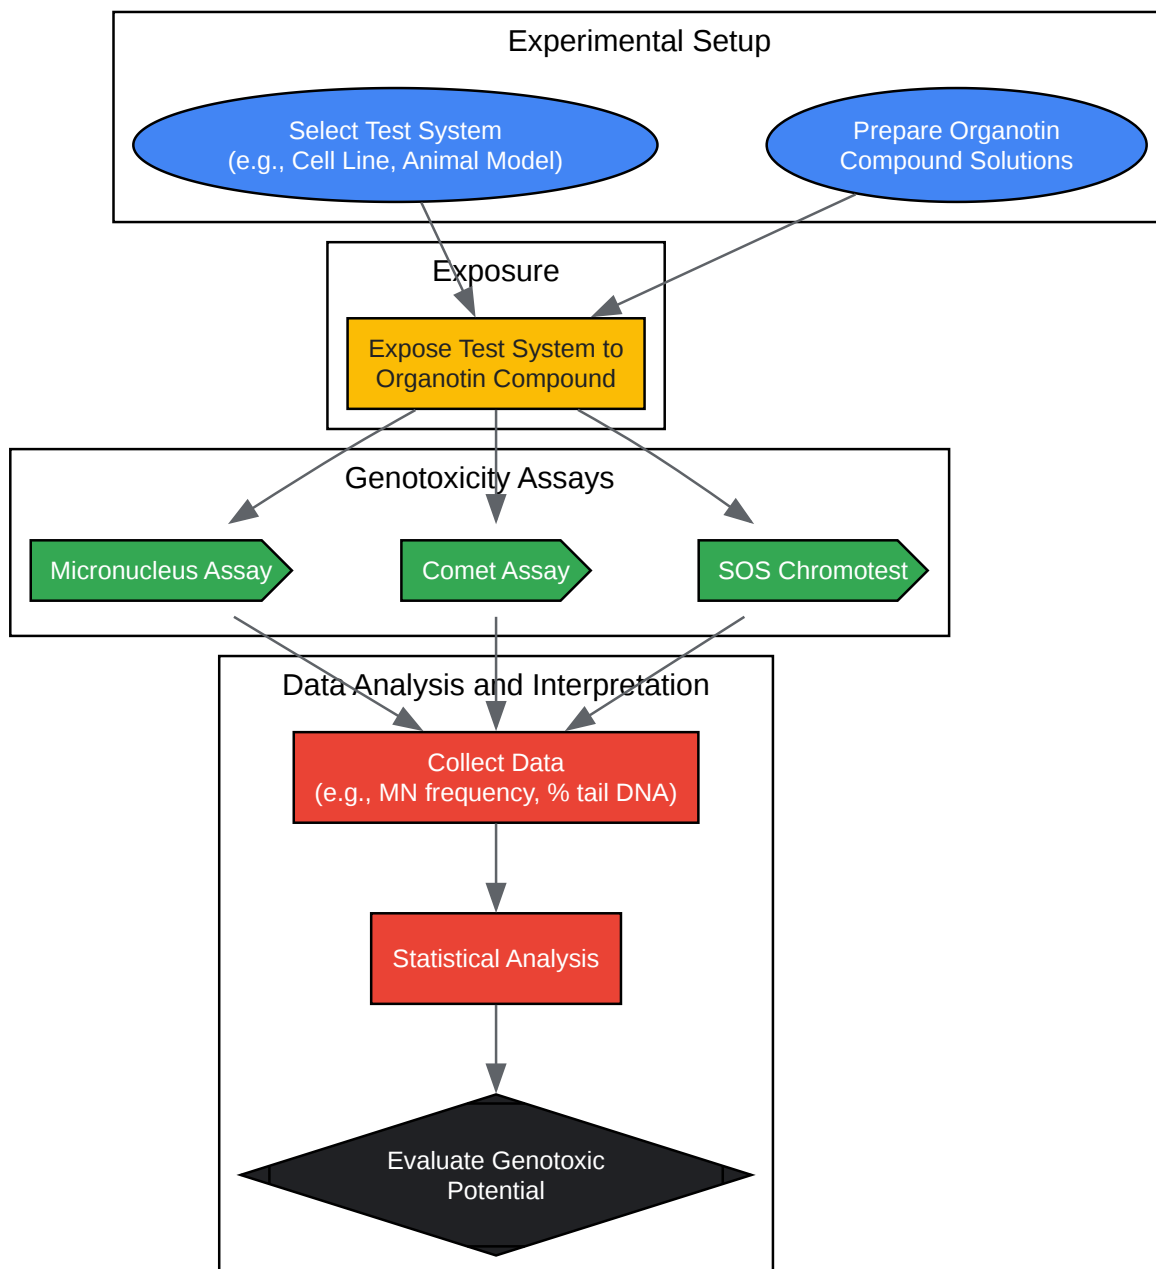 Experimental Setup
Select Test System
(e.g., Cell Line, Animal Model)
Prepare Organotin
Compound Solutions
Exposure
Expose Test System to
Organotin Compound
Genotoxicity Assays
Micronucleus Assay
Comet Assay
SOS Chromotest
Data Analysis and Interpretation
Collect Data
(e.g., MN frequency, % tail DNA)
Statistical Analysis
Evaluate Genotoxic
Potential